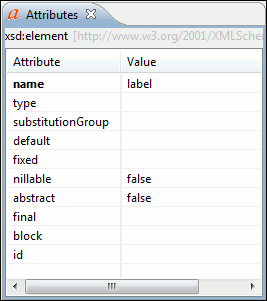 a Attributes
xsd:element [http://www.w3.org/2001/XMLSchem
Attribute Value
name label
type
substitutionGroup
default
fixed
nillable false
abstract false
final
block
id